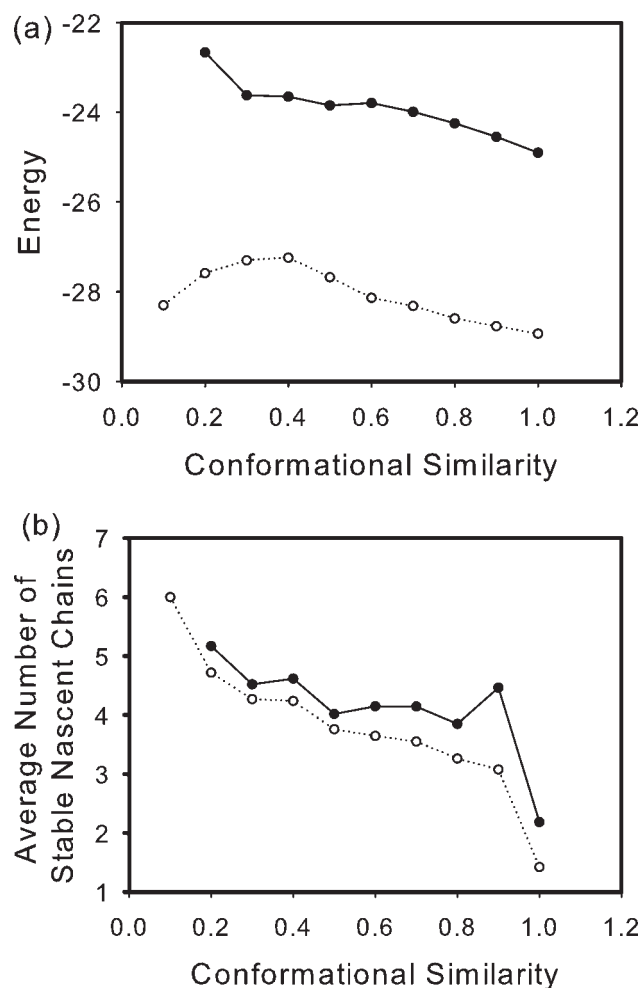 (a)
-22
-24
-26
-28
-30
Energy
0.0 0.2 0.4 0.6 0.8 1.0 1.2
Conformational Similarity
(b)
7
6
5
4
3
2
1
Average Number of
Stable Nascent Chains
0.0 0.2 0.4 0.6 0.8 1.0 1.2
Conformational Similarity